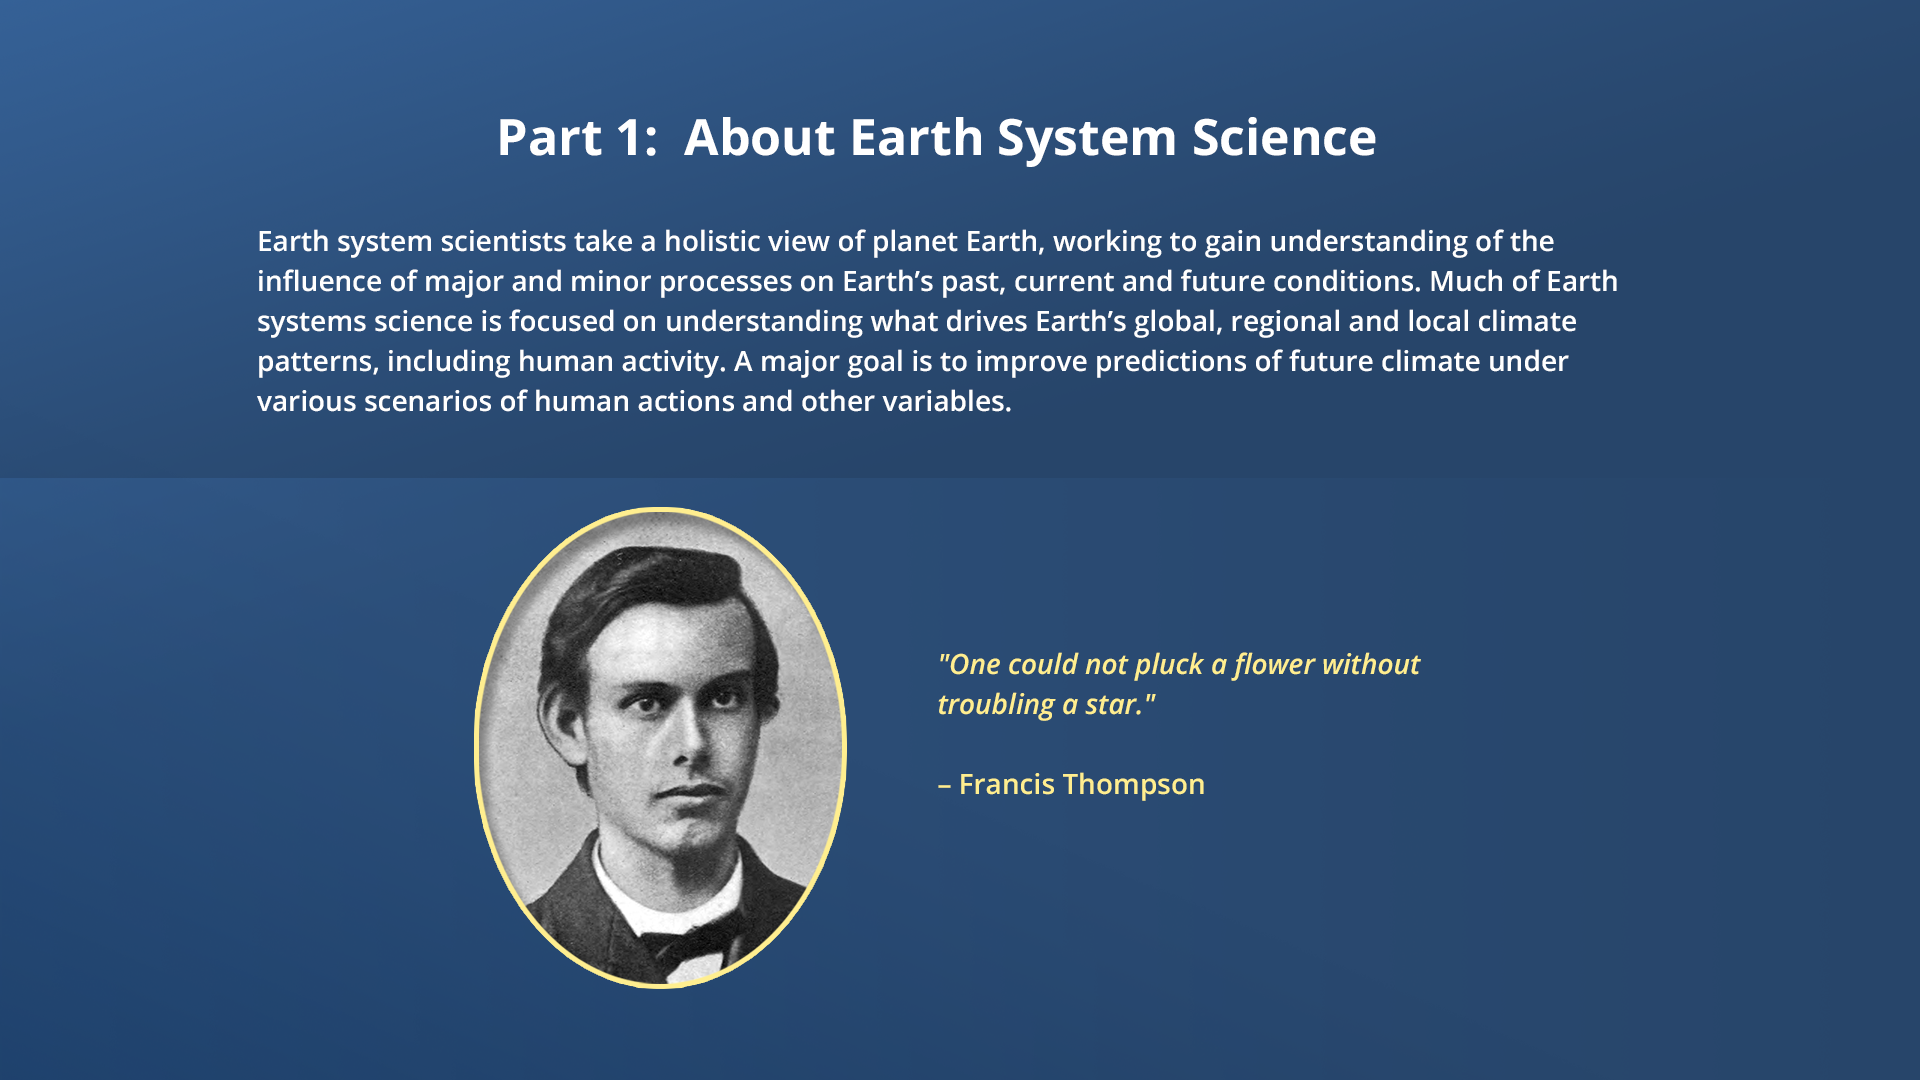 Part 1:  About Earth System Science
Earth system scientists take a holistic view of planet Earth, working to gain understanding of the
influence of major and minor processes on Earth’s past, current and future conditions. Much of Earth
systems science is focused on understanding what drives Earth’s global, regional and local climate
patterns, including human activity. A major goal is to improve predictions of future climate under
various scenarios of human actions and other variables.
"One could not pluck a flower without
troubling a star."
– Francis Thompson